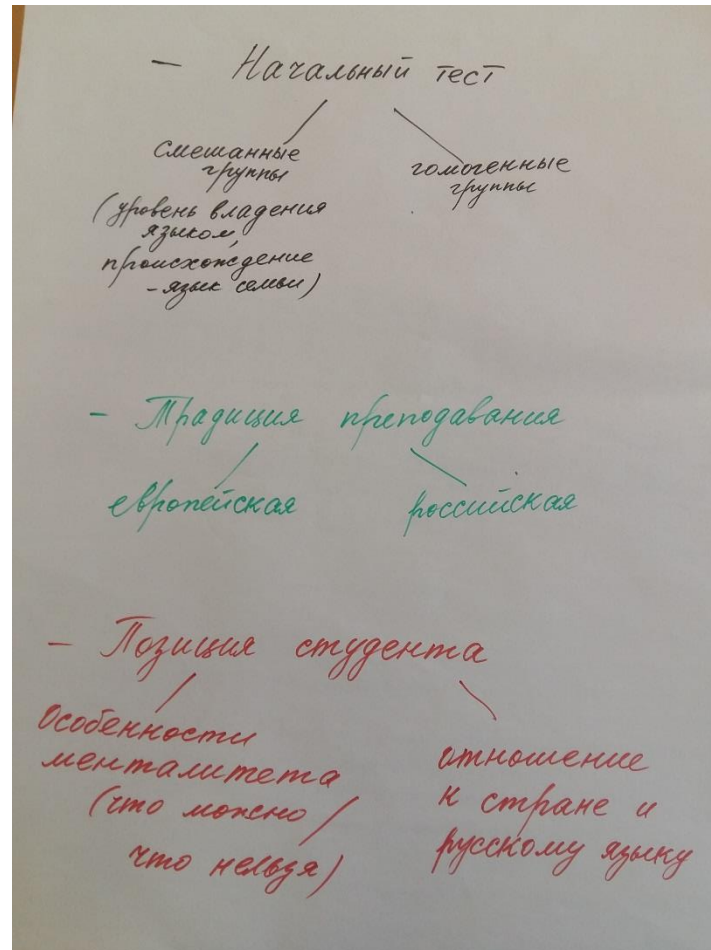 – Начальный тест
смешанные
группы
гомогенные
группы
(уровень владения
языком,
происхождение
- язык семьи)
– Традиция преподавания
европейская
российская
– Позиция студента
Особенности
менталитета
(что можно/
что нельзя)
отношение
к стране и
русскому языку